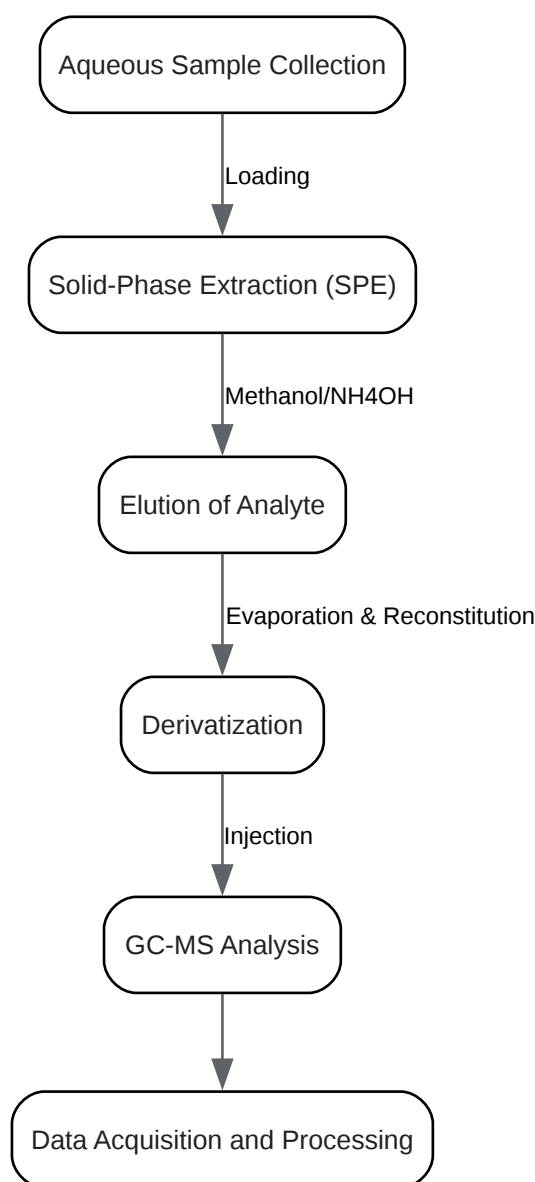 Aqueous Sample Collection
Loading
Solid-Phase Extraction (SPE)
Methanol/NH4OH
Elution of Analyte
Evaporation & Reconstitution
Derivatization
Injection
GC-MS Analysis
Data Acquisition and Processing